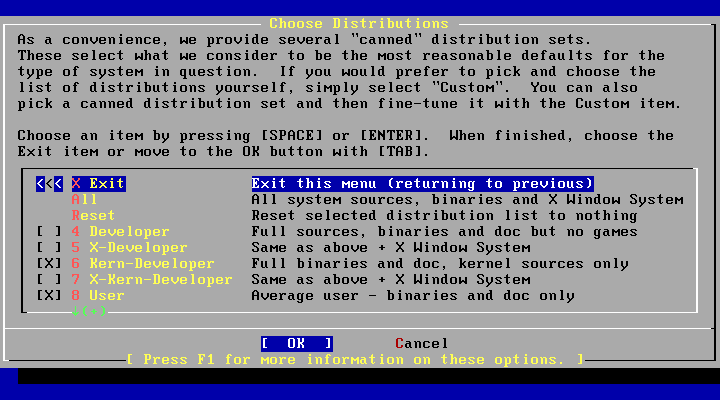 Choose Distributions
As a convenience, we provide several "canned" distribution sets.
These select what we consider to be the most reasonable defaults for the
type of system in question.  If you would prefer to pick and choose the
list of distributions yourself, simply select "Custom".  You can also
pick a canned distribution set and then fine-tune it with the Custom item.
Choose an item by pressing [SPACE] or [ENTER].  When finished, choose the
Exit item or move to the OK button with [TAB].
<<< X Exit Exit this menu (returning to previous)
All All system sources, binaries and X Window System
Reset Reset selected distribution list to nothing
[ ] 4 Developer Full sources, binaries and doc but no games
[ ] 5 X-Developer Same as above + X Window System
[X] 6 Kern-Developer Full binaries and doc, kernel sources only
[ ] 7 X-Kern-Developer Same as above + X Window System
[X] 8 User Average user - binaries and doc only
↓(+)
[ OK ] Cancel
[ Press F1 for more information on these options. ]